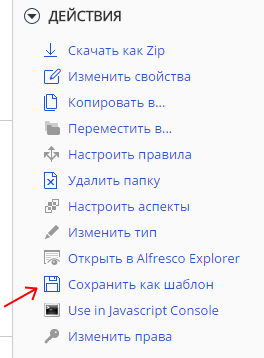 ДЕЙСТВИЯ
Скачать как Zip
Изменить свойства
Копировать в...
Переместить в...
Настроить правила
Удалить папку
Настроить аспекты
Изменить тип
Открыть в Alfresco Explorer
Сохранить как шаблон
Use in Javascript Console
Изменить права